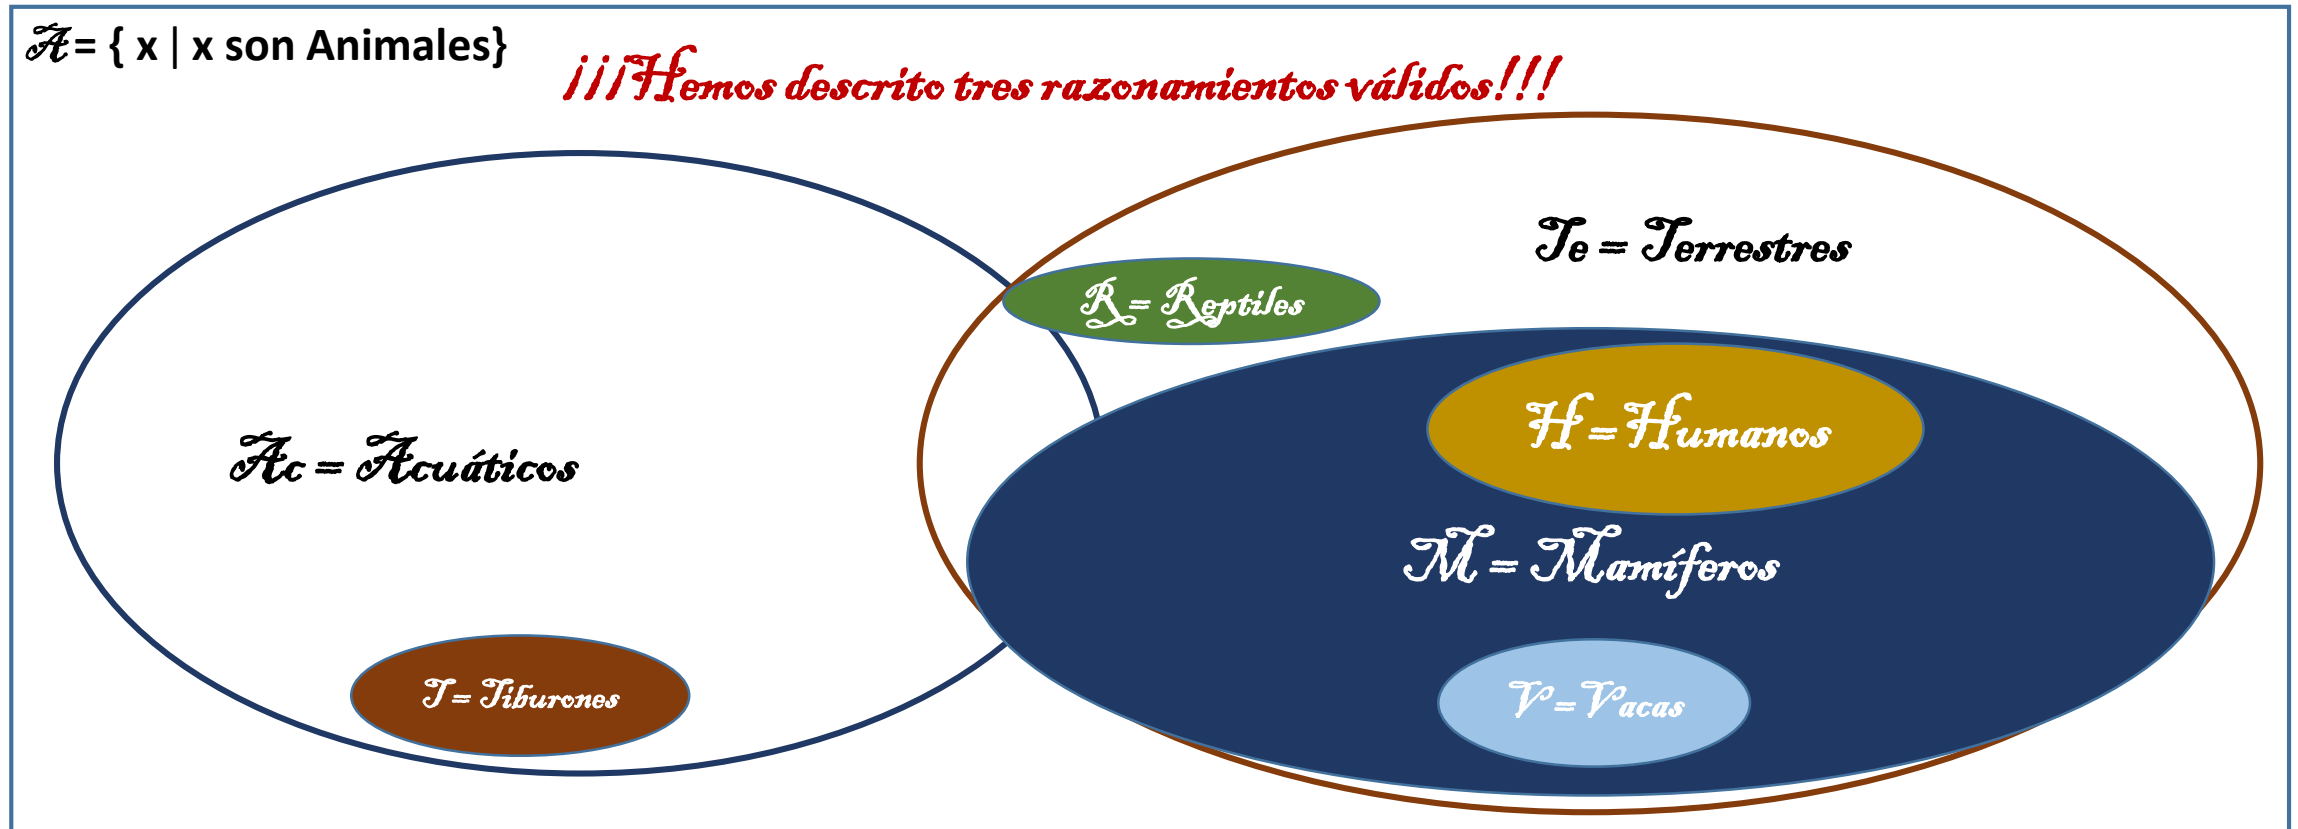 A = { x | x son Animales}
¡¡¡Hemos descrito tres razonamientos válidos!!!
Te = Terrestres
R = Reptiles
H = Humanos
Ac = Acuáticos
M = Mamíferos
T = Tiburones
V = Vacas